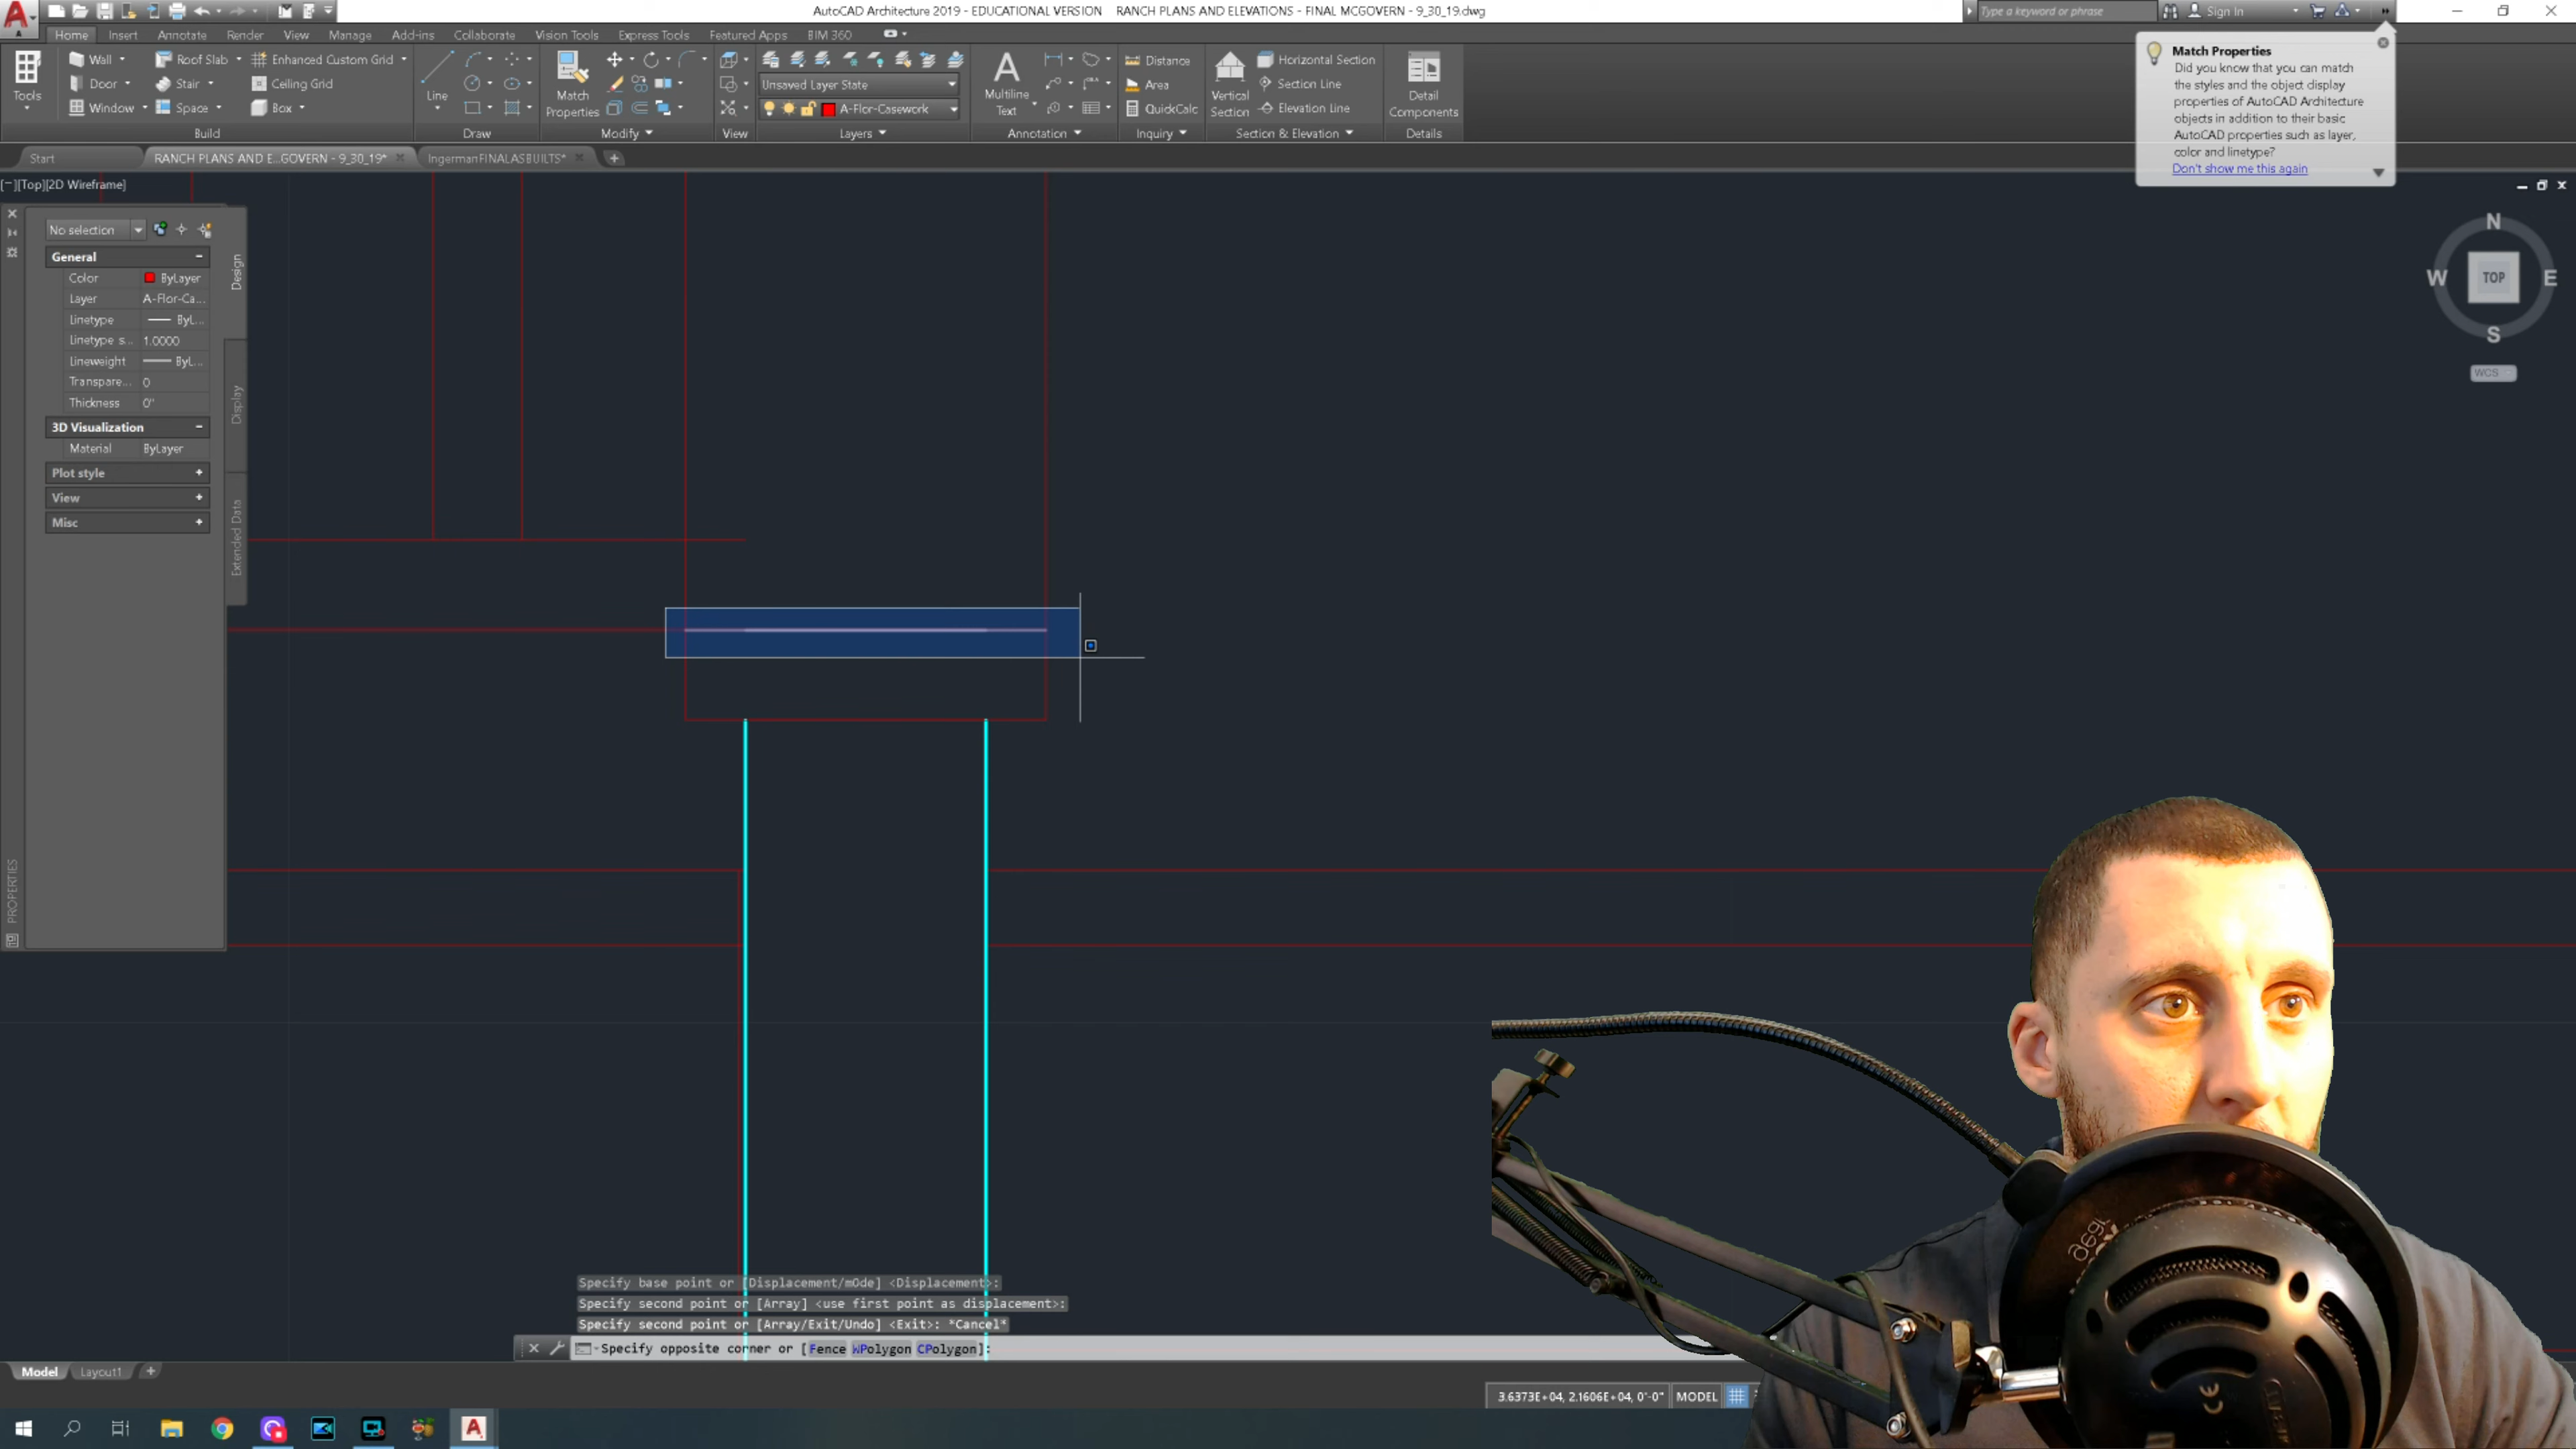 AutoCAD Architecture 2019 - EDUCATIONAL VERSION RANCH PLANS AND ELEVATIONS - FINAL MCGOVERN - 9_30_19.dwg
Type a keyword or phrase
Sign In
Home Insert Annotate Render View Manage Add-ins Collaborate Vision Tools Express Tools Featured Apps BIM 360
Tools
Wall
Door
Window
Roof Slab
Stair
Space
Enhanced Custom Grid
Ceiling Grid
Box
Build
Line
Draw
Match
Properties
Modify
View
Unsaved Layer State
A-Flor-Casework
Layers
Multiline
Text
Annotation
Distance
Area
QuickCalc
Inquiry
Vertical
Section
Horizontal Section
Section Line
Elevation Line
Section & Elevation
Detail
Components
Details
Match Properties
Did you know that you can match
the styles and the object display
properties of AutoCAD Architecture
objects in addition to their basic
AutoCAD properties such as layer,
color and linetype?
Don't show me this again
Start
RANCH PLANS AND E...GOVERN - 9_30_19*
IngermanFINALASBUILTS*
[−][Top][2D Wireframe]
No selection
General
Color ByLayer
Layer A-Flor-Ca...
Linetype ByL...
Linetype s... 1.0000
Lineweight ByL...
Transpare... 0
Thickness 0"
3D Visualization
Material ByLayer
Plot style
View
Misc
Design
Display
Extended Data
PROPERTIES
N
W TOP E
S
WCS
Specify base point or [Displacement/mOde] <Displacement>:
Specify second point or [Array] <use first point as displacement>:
Specify second point or [Array/Exit/Undo] <Exit>: *Cancel*
Specify opposite corner or [Fence WPolygon CPolygon]:
Model Layout1
3.6373E+04, 2.1606E+04, 0'-0" MODEL
CE